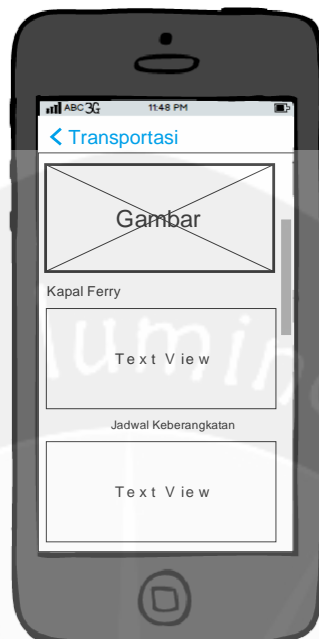 ABC 3G 11:48 PM
Transportasi
Gambar
Kapal Ferry
Text View
Jadwal Keberangkatan
Text View